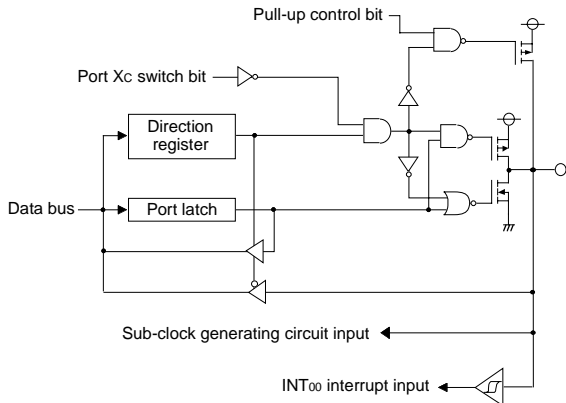 Pull-up control bit
Port XC switch bit
Direction
register
Data bus
Port latch
Sub-clock generating circuit input
INT00 interrupt input